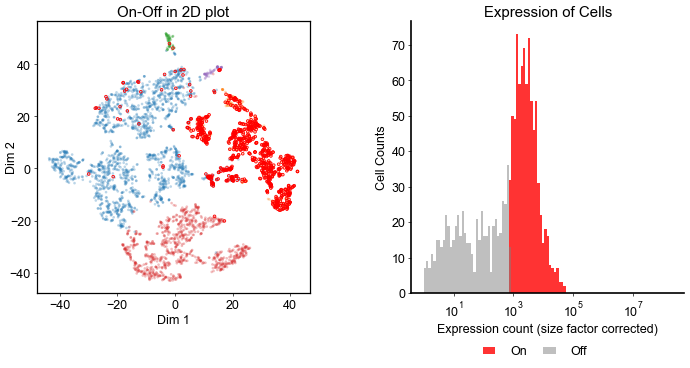 On-Off in 2D plot
Expression of Cells
Dim 2
40
20
0
−20
−40
−40 −20 0 20 40
Dim 1
Cell Counts
70
60
50
40
30
20
10
0
10^1 10^3 10^5 10^7
Expression count (size factor corrected)
On Off